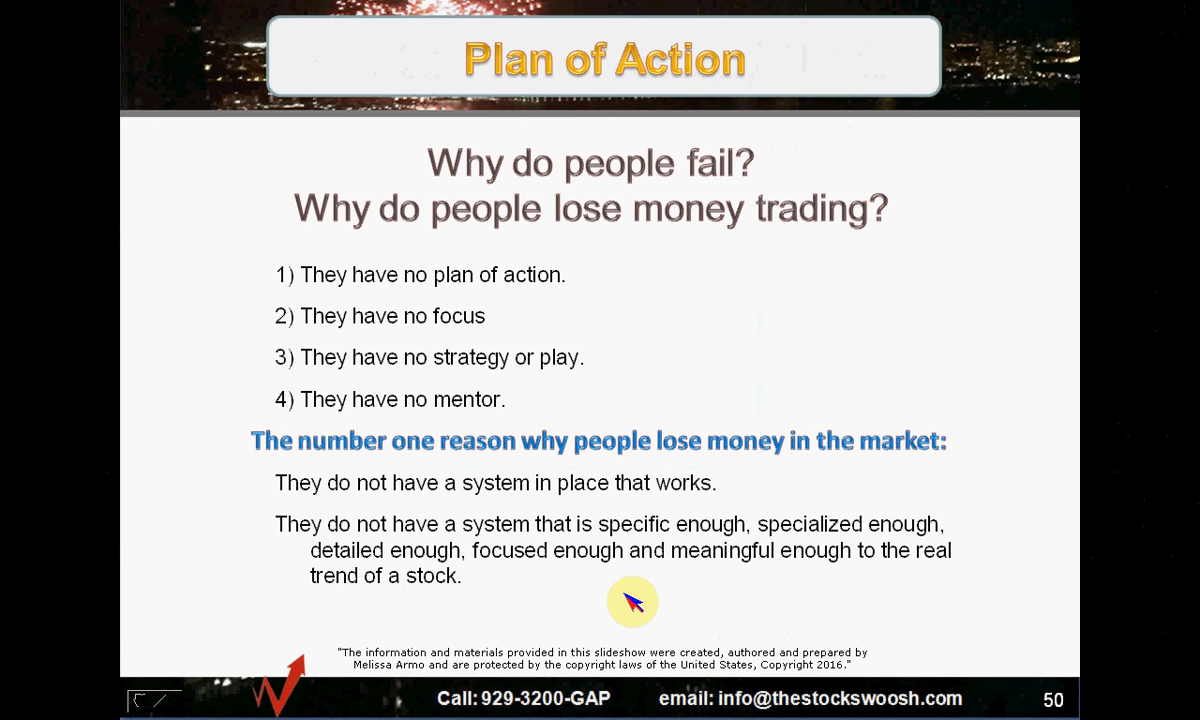 Plan of Action
Why do people fail?
Why do people lose money trading?
1) They have no plan of action.
2) They have no focus
3) They have no strategy or play.
4) They have no mentor.
The number one reason why people lose money in the market:
They do not have a system in place that works.
They do not have a system that is specific enough, specialized enough,
detailed enough, focused enough and meaningful enough to the real
trend of a stock.
"The information and materials provided in this slideshow were created, authored and prepared by
Melissa Armo and are protected by the copyright laws of the United States, Copyright 2016."
Call: 929-3200-GAP email: info@thestockswoosh.com 50